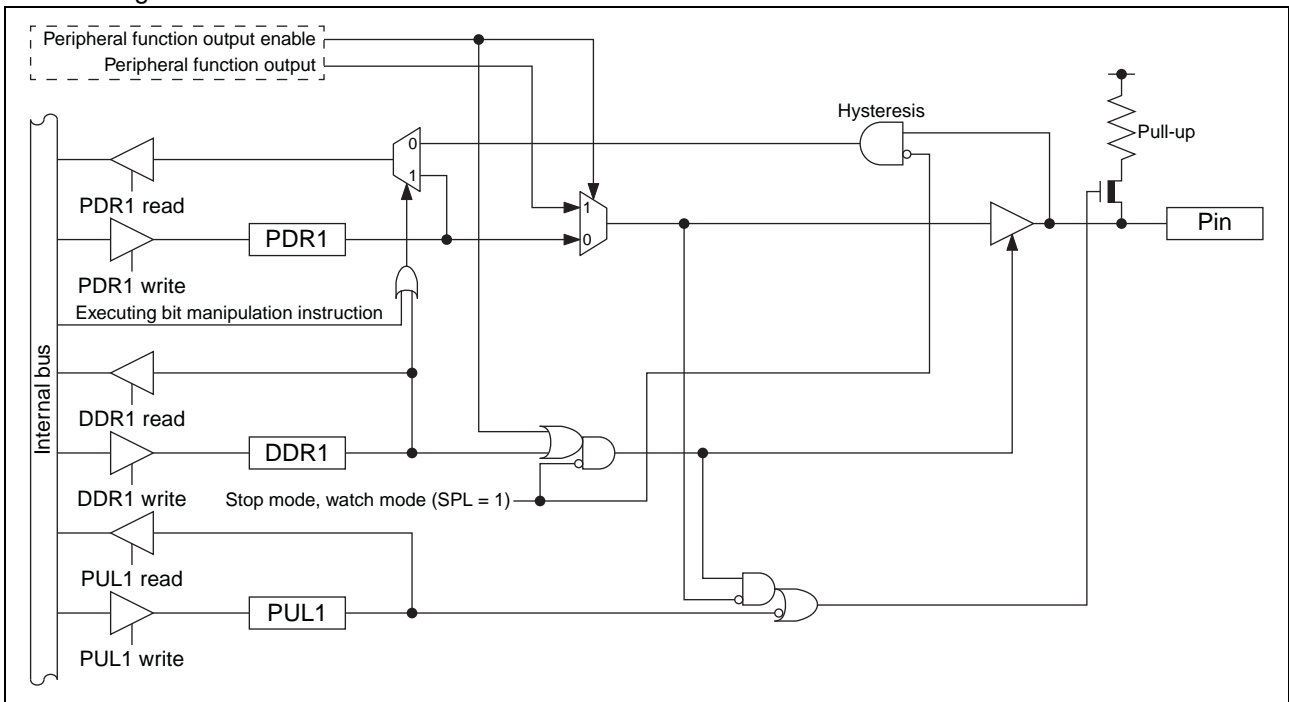 Peripheral function output enable
Peripheral function output
Hysteresis
Pull-up
0
1
PDR1 read
1
0
Pin
PDR1
PDR1 write
Executing bit manipulation instruction
Internal bus
DDR1 read
DDR1
DDR1 write
Stop mode, watch mode (SPL = 1)
PUL1 read
PUL1
PUL1 write